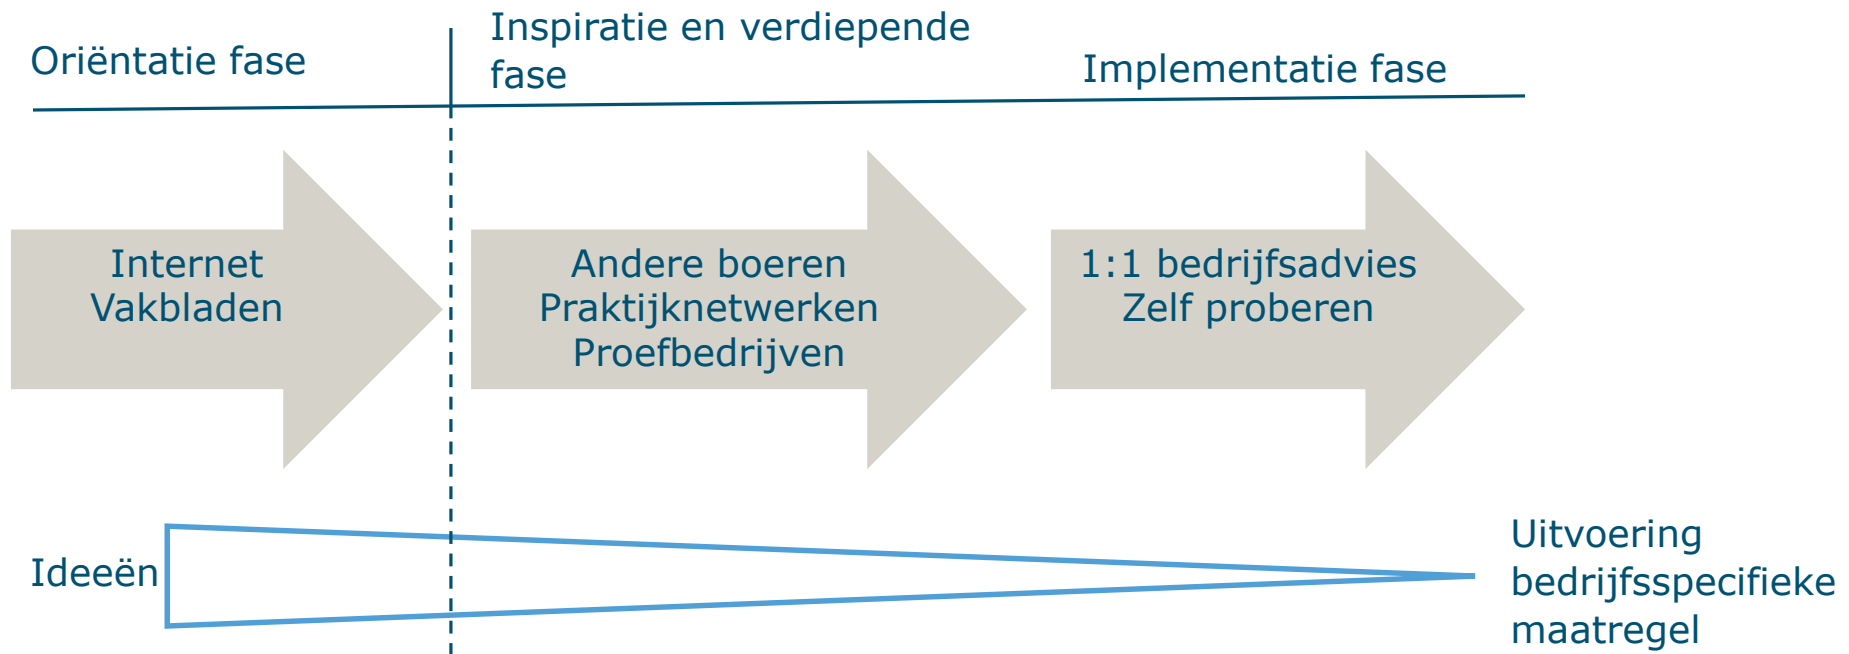 Oriëntatie fase
Inspiratie en verdiepende
fase
Implementatie fase
Internet
Vakbladen
Andere boeren
Praktijknetwerken
Proefbedrijven
1:1 bedrijfsadvies
Zelf proberen
Ideeën
Uitvoering
bedrijfsspecifieke
maatregel